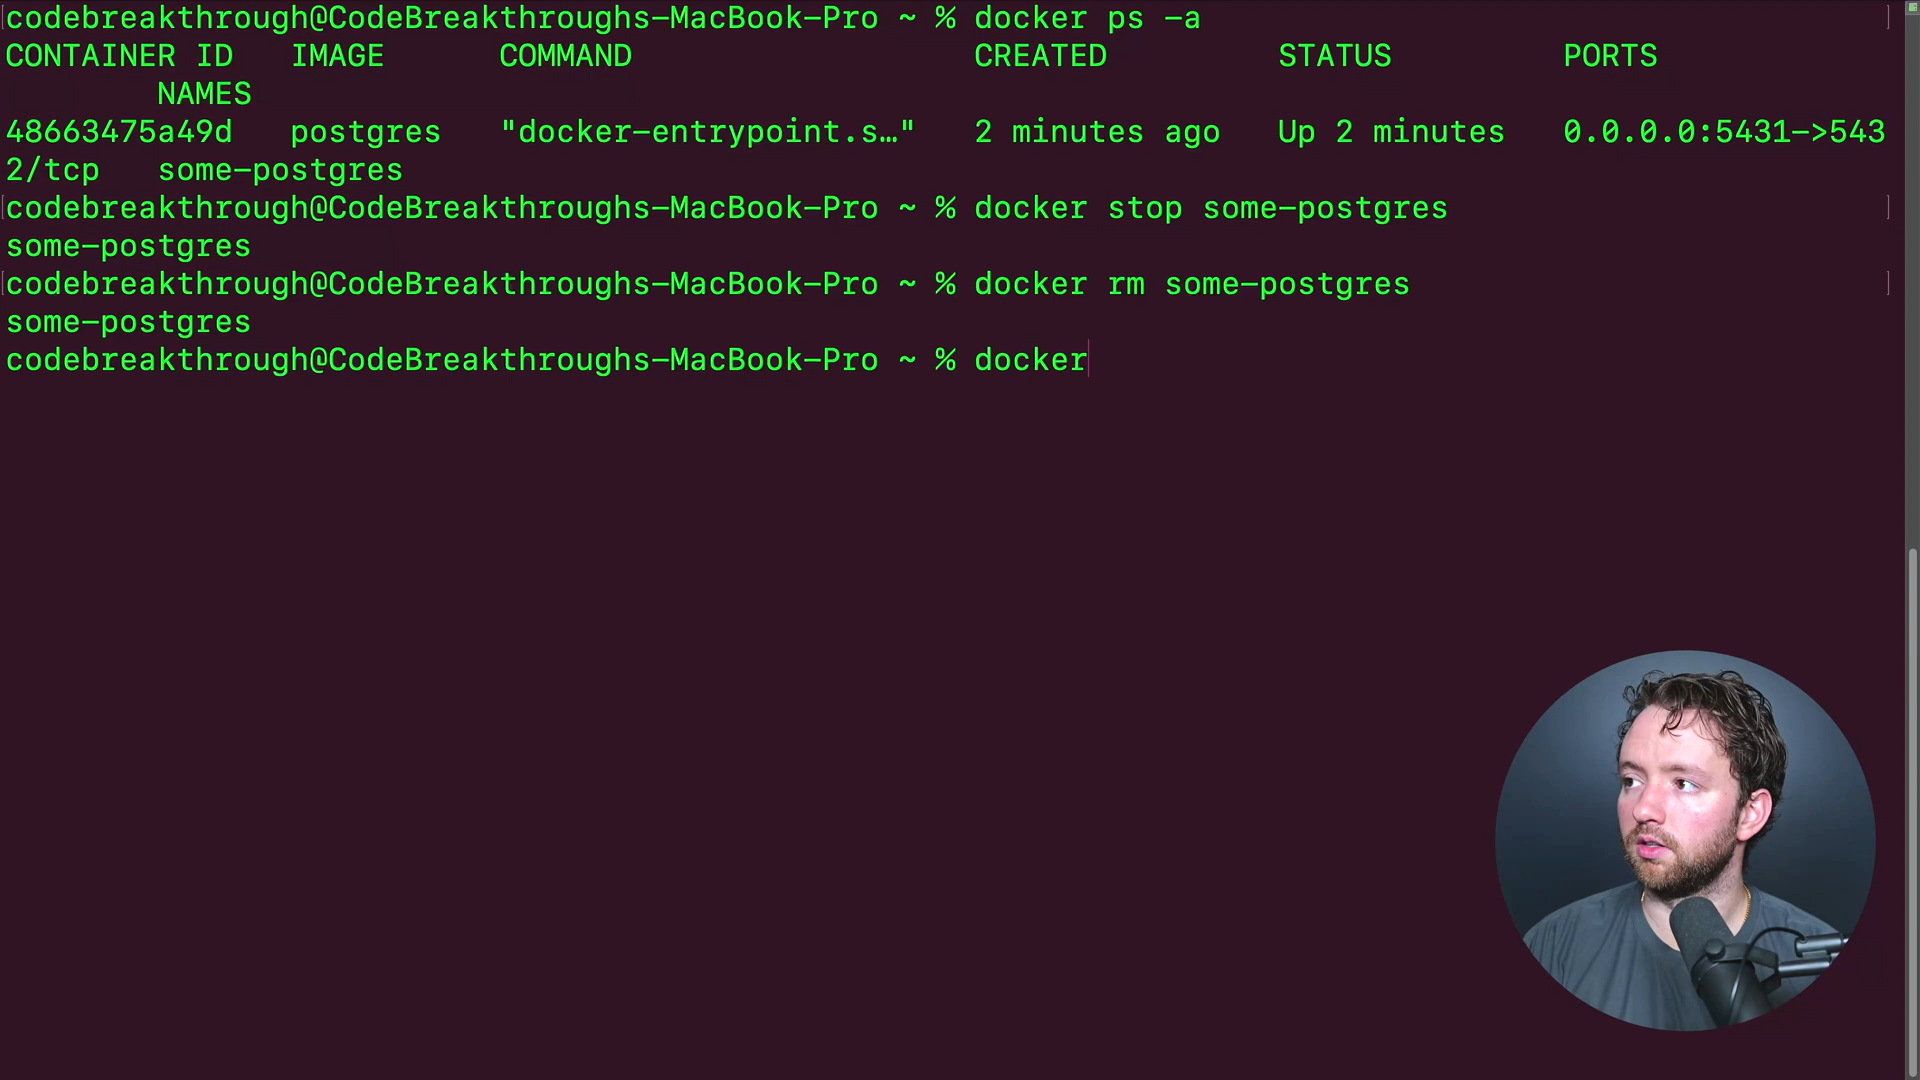 codebreakthrough@CodeBreakthroughs-MacBook-Pro ~ % docker ps -a
CONTAINER ID   IMAGE      COMMAND                  CREATED         STATUS         PORTS
        NAMES
48663475a49d   postgres   "docker-entrypoint.s…"   2 minutes ago   Up 2 minutes   0.0.0.0:5431->543
2/tcp   some-postgres
codebreakthrough@CodeBreakthroughs-MacBook-Pro ~ % docker stop some-postgres
some-postgres
codebreakthrough@CodeBreakthroughs-MacBook-Pro ~ % docker rm some-postgres
some-postgres
codebreakthrough@CodeBreakthroughs-MacBook-Pro ~ % docker